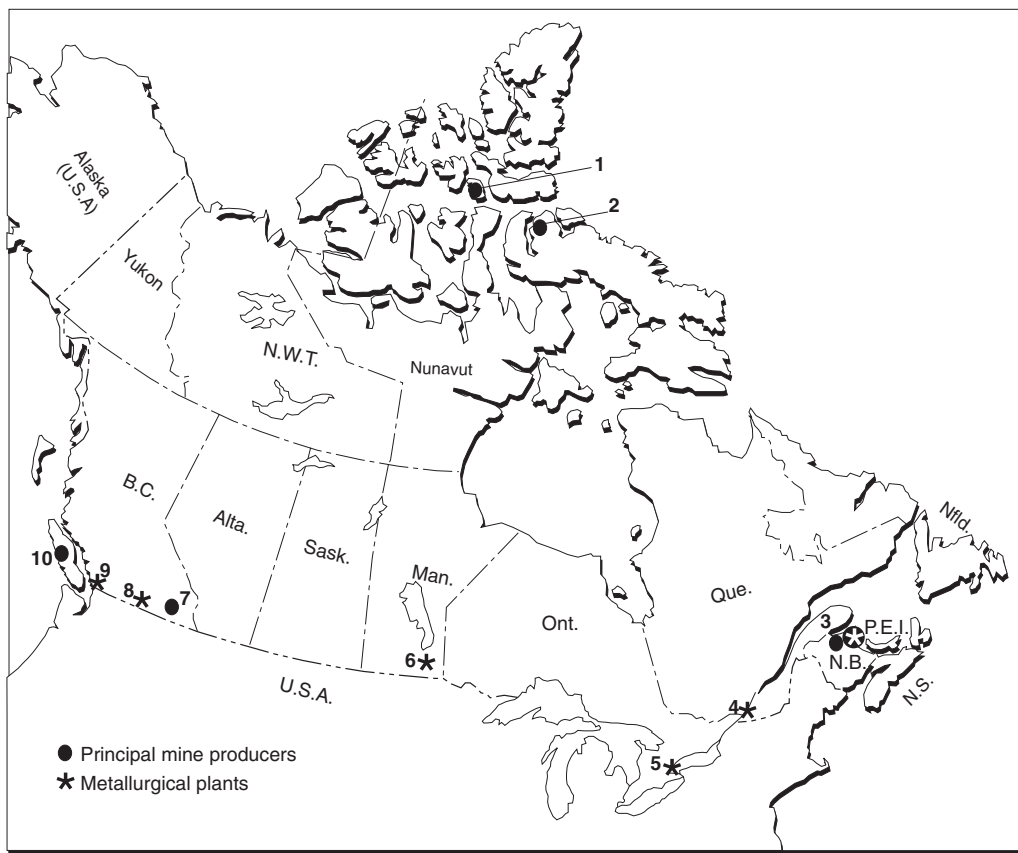 1
2
Alaska
(U.S.A)
Yukon
N.W.T.
Nunavut
B.C.
Alta.
Sask.
Man.
Ont.
Que.
Nfld.
10
9
8
7
6
3
P.E.I.
N.B.
N.S.
U.S.A.
4
5
Principal mine producers
Metallurgical plants